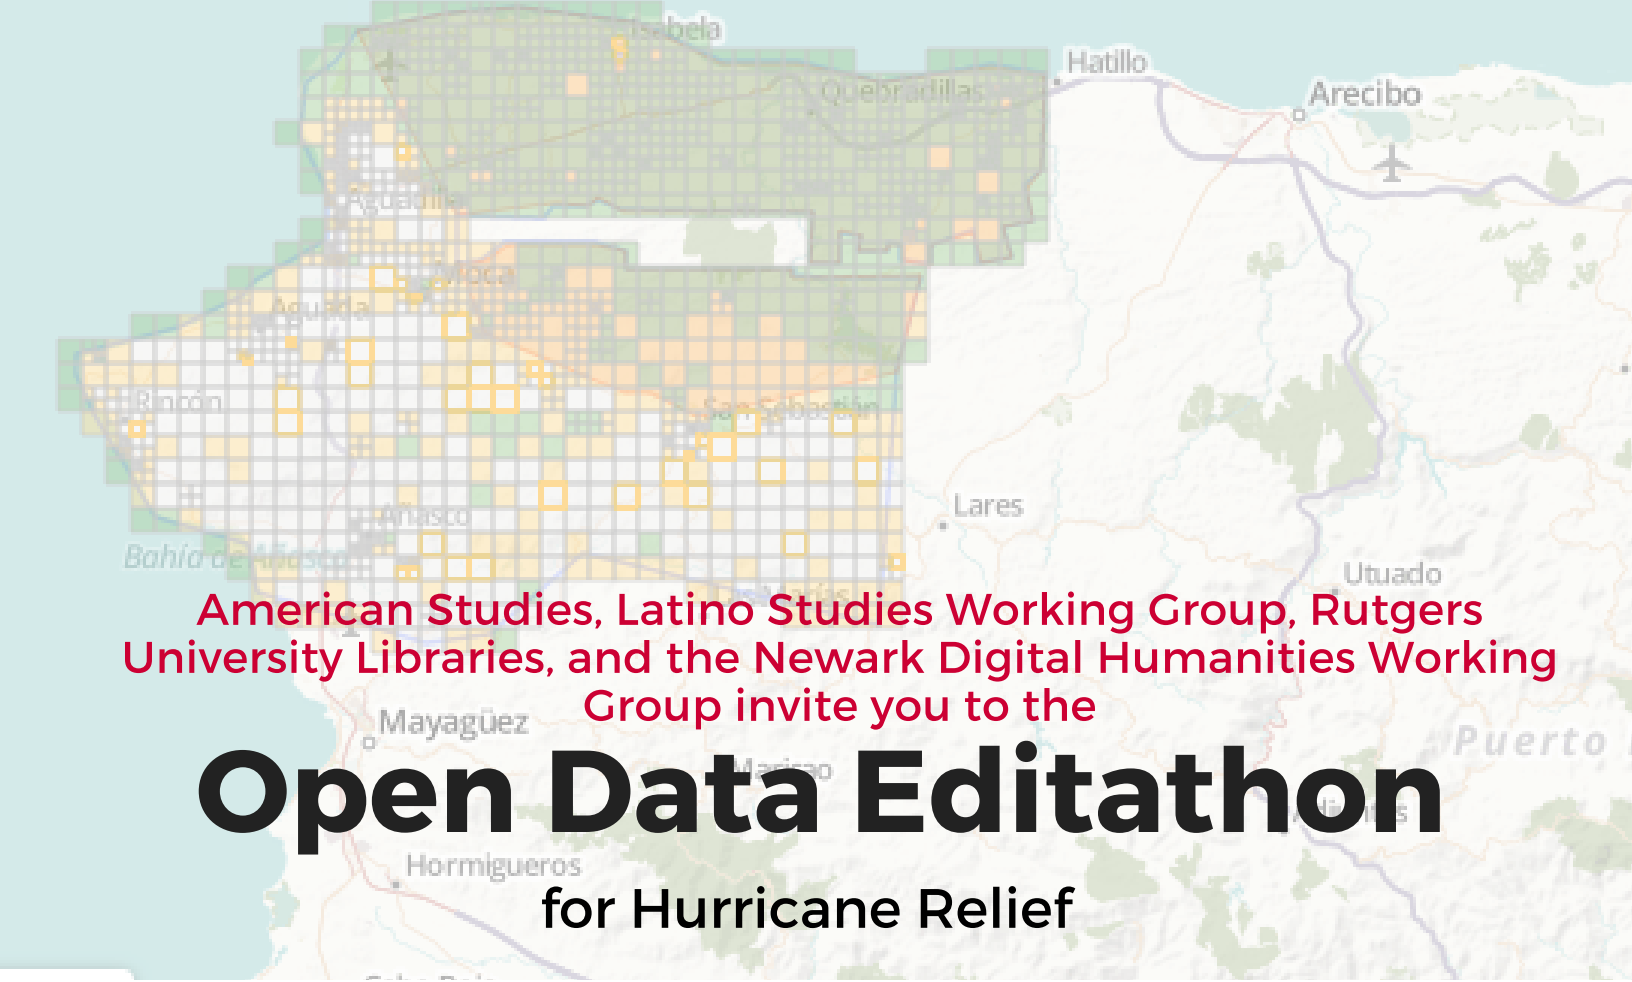 Isabela
Hatillo
Quebradillas
Arecibo
Aguadilla
Moca
Aguada
Rincón
San Sebastián
Lares
Añasco
Bahía de Añasco
Utuado
American Studies, Latino Studies Working Group, Rutgers
University Libraries, and the Newark Digital Humanities Working
Group invite you to the
Mayagüez
Puerto
Maricao
Open Data Editathon
Hormigueros
for Hurricane Relief